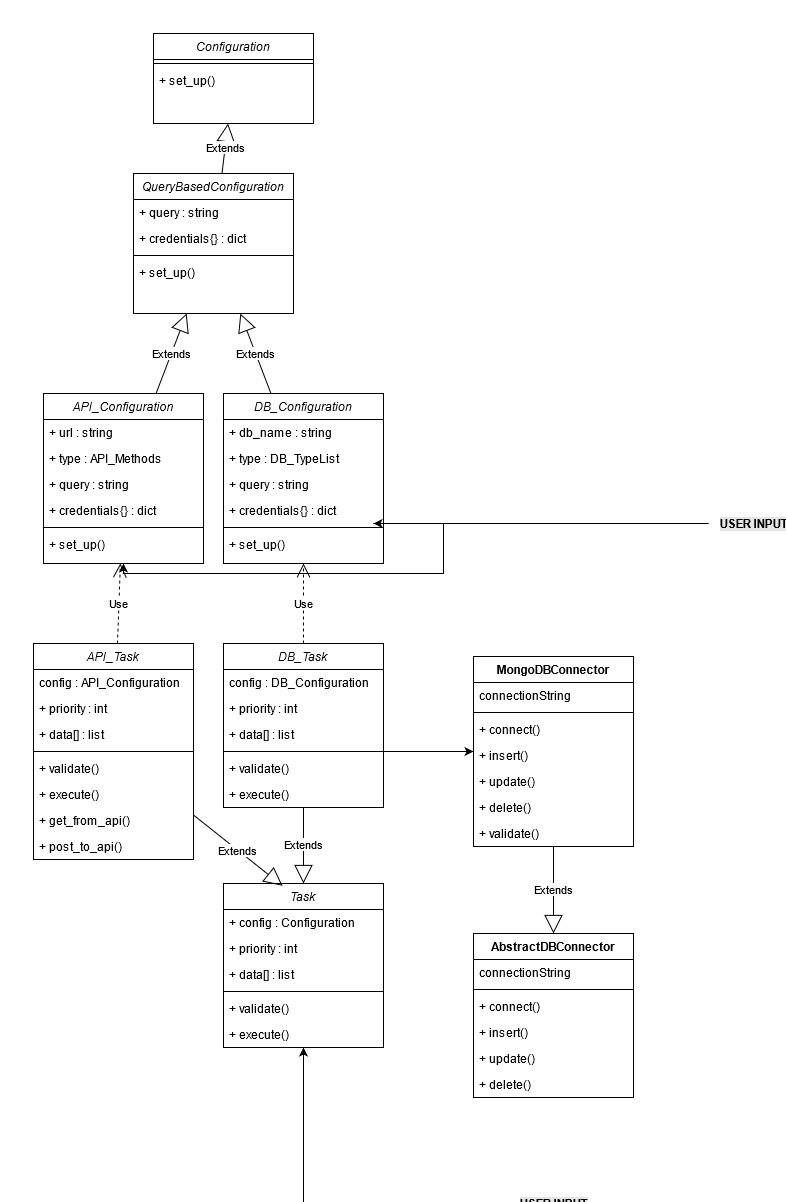 Configuration
+ set_up()
Extends
QueryBasedConfiguration
+ query : string
+ credentials{} : dict
+ set_up()
Extends
Extends
API_Configuration
+ url : string
+ type : API_Methods
+ query : string
+ credentials{} : dict
+ set_up()
DB_Configuration
+ db_name : string
+ type : DB_TypeList
+ query : string
+ credentials{} : dict
+ set_up()
USER INPUT
Use
Use
API_Task
config : API_Configuration
+ priority : int
+ data[] : list
+ validate()
+ execute()
+ get_from_api()
+ post_to_api()
DB_Task
config : DB_Configuration
+ priority : int
+ data[] : list
+ validate()
+ execute()
MongoDBConnector
connectionString
+ connect()
+ insert()
+ update()
+ delete()
+ validate()
Extends
Extends
Extends
Task
+ config : Configuration
+ priority : int
+ data[] : list
+ validate()
+ execute()
AbstractDBConnector
connectionString
+ connect()
+ insert()
+ update()
+ delete()
USER INPUT